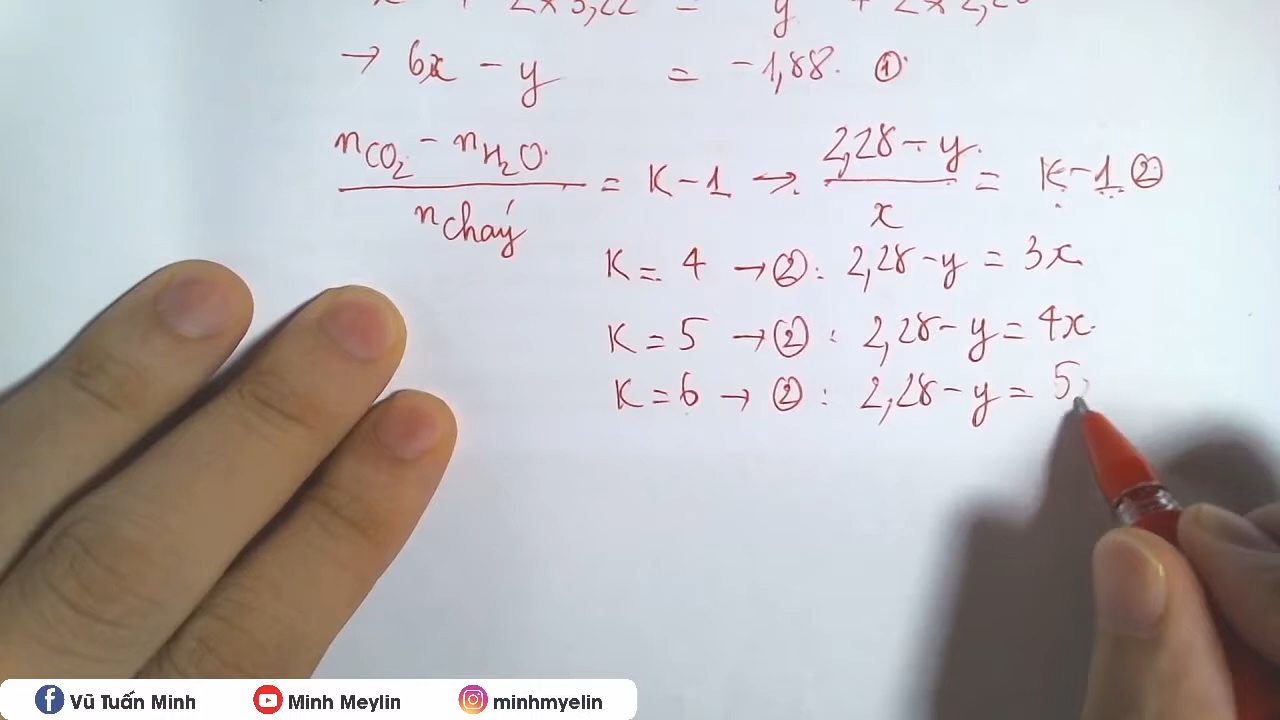 → 6x - y = -1,88. ①
nCO₂ - nH₂O / nCháy = K - 1 → 2,28 - y / x = K - 1 ②
K = 4 → ②: 2,28 - y = 3x
K = 5 → ②: 2,28 - y = 4x
K = 6 → ②: 2,28 - y = 5
Vũ Tuấn Minh Minh Meylin minhmyelin